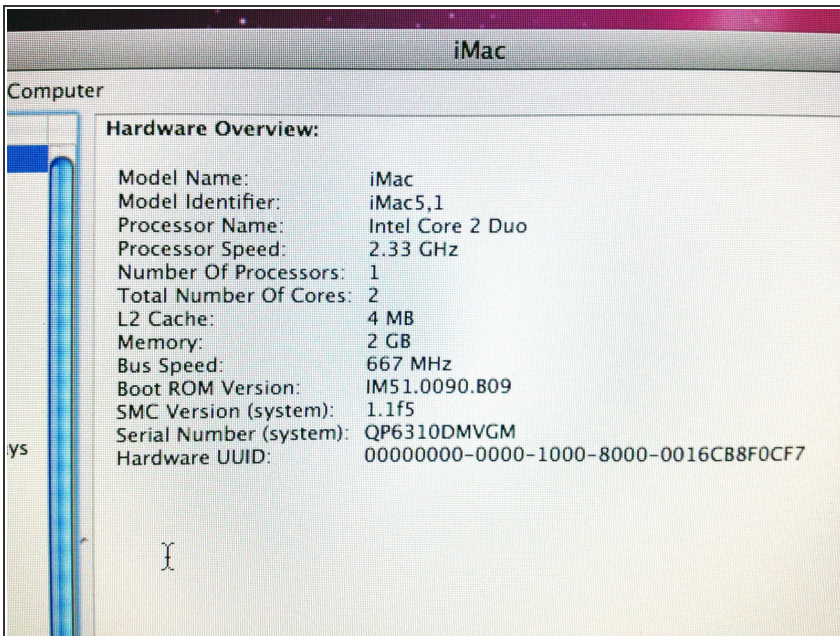 iMac
Computer
Hardware Overview:
Model Name: iMac
Model Identifier: iMac5,1
Processor Name: Intel Core 2 Duo
Processor Speed: 2.33 GHz
Number Of Processors: 1
Total Number Of Cores: 2
L2 Cache: 4 MB
Memory: 2 GB
Bus Speed: 667 MHz
Boot ROM Version: IM51.0090.B09
SMC Version (system): 1.1f5
Serial Number (system): QP6310DMVGM
ys
Hardware UUID: 00000000-0000-1000-8000-0016CB8F0CF7